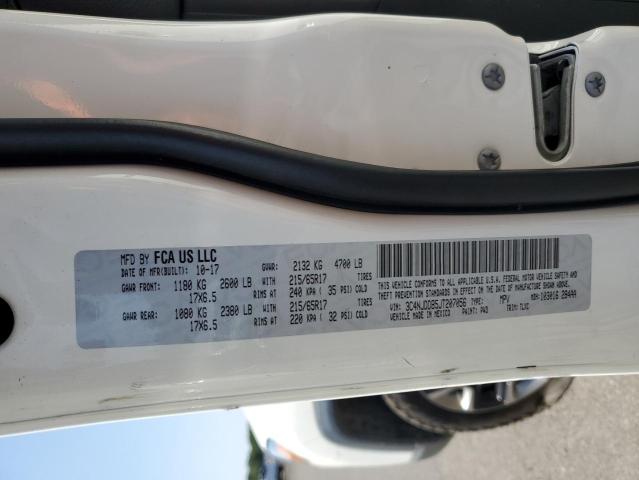 MFD BY FCA US LLC
DATE OF MFR(BUILT): 10-17 GVWR: 2132 KG 4700 LB
GAWR FRONT: 1180 KG 2600 LB WITH 215/65R17 TIRES
17X6.5 RIMS AT 240 KPA ( 35 PSI) COLD
GAWR REAR: 1080 KG 2380 LB WITH 215/65R17 TIRES
17X6.5 RIMS AT 220 KPA ( 32 PSI) COLD
THIS VEHICLE CONFORMS TO ALL APPLICABLE U.S.A. FEDERAL MOTOR VEHICLE SAFETY
AND THEFT PREVENTION STANDARDS IN EFFECT ON THE DATE OF MANUFACTURE SHOWN ABOVE.
VIN: 3C4NJDDB5JT207056 TYPE: MPV MDH:103016 284AA
VEHICLE MADE IN MEXICO PAINT: PW3 TRIM: